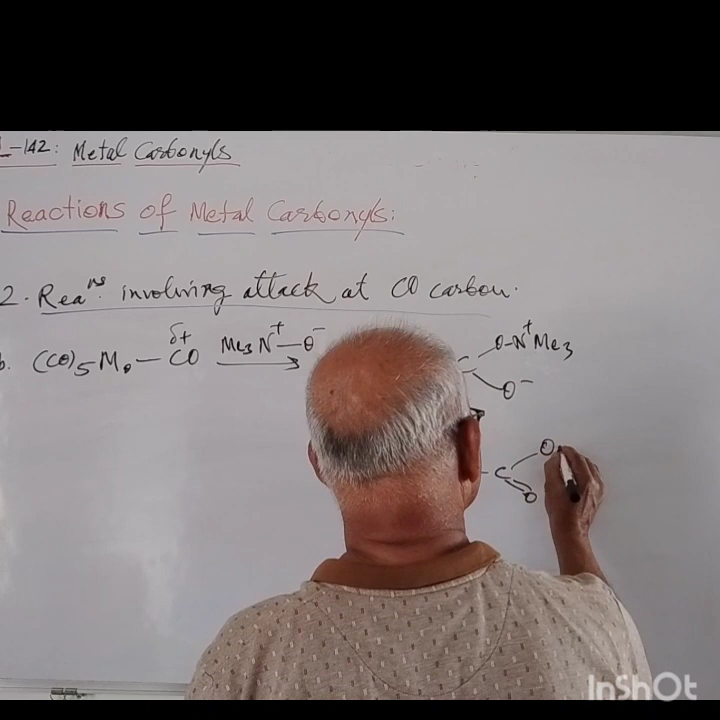 -142: Metal Carbonyls
Reactions of Metal Carbonyls:
2. Reaⁿˢ. involving attack at CO carbon.
b. (CO)₅Mo—CO Me₃N⁺—O⁻
δ+
O-N⁺Me₃
O⁻
C
O
O
InShOt